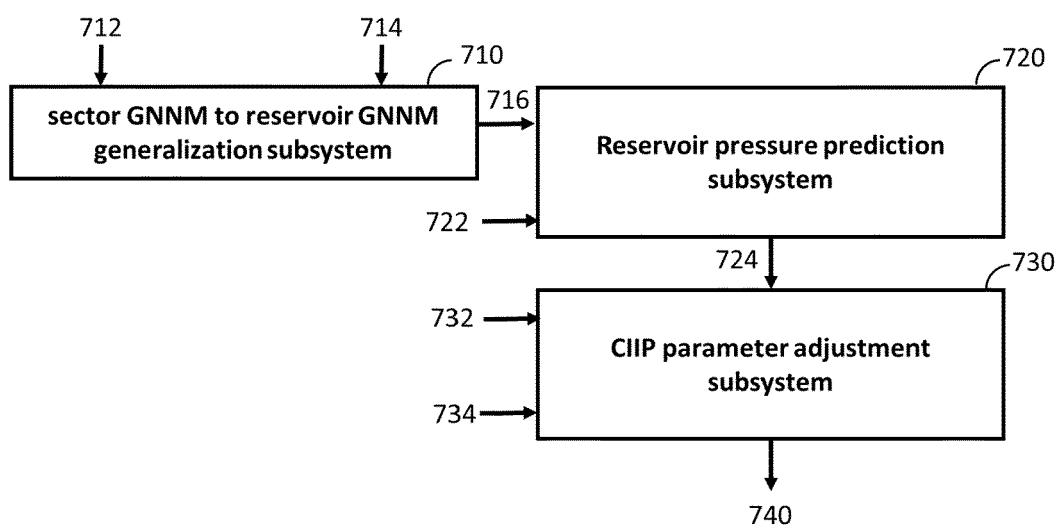 712
714
710
sector GNNM to reservoir GNNM
generalization subsystem
716
720
Reservoir pressure prediction
subsystem
722
724
730
732
CIIP parameter adjustment
subsystem
734
740